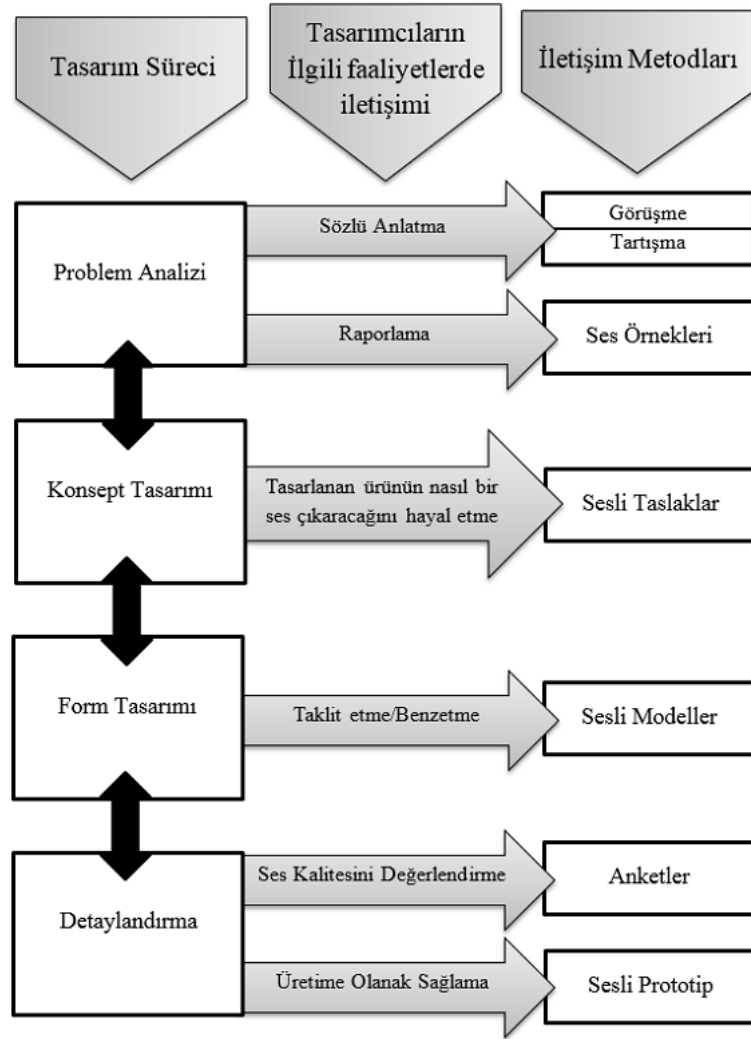 Tasarım Süreci
Tasarımcıların
İlgili faaliyetlerde
iletişimi
İletişim Metodları
Problem Analizi
Sözlü Anlatma
Görüşme
Tartışma
Raporlama
Ses Örnekleri
Konsept Tasarımı
Tasarlanan ürünün nasıl bir
ses çıkaracağını hayal etme
Sesli Taslaklar
Form Tasarımı
Taklit etme/Benzetme
Sesli Modeller
Detaylandırma
Ses Kalitesini Değerlendirme
Anketler
Üretime Olanak Sağlama
Sesli Prototip